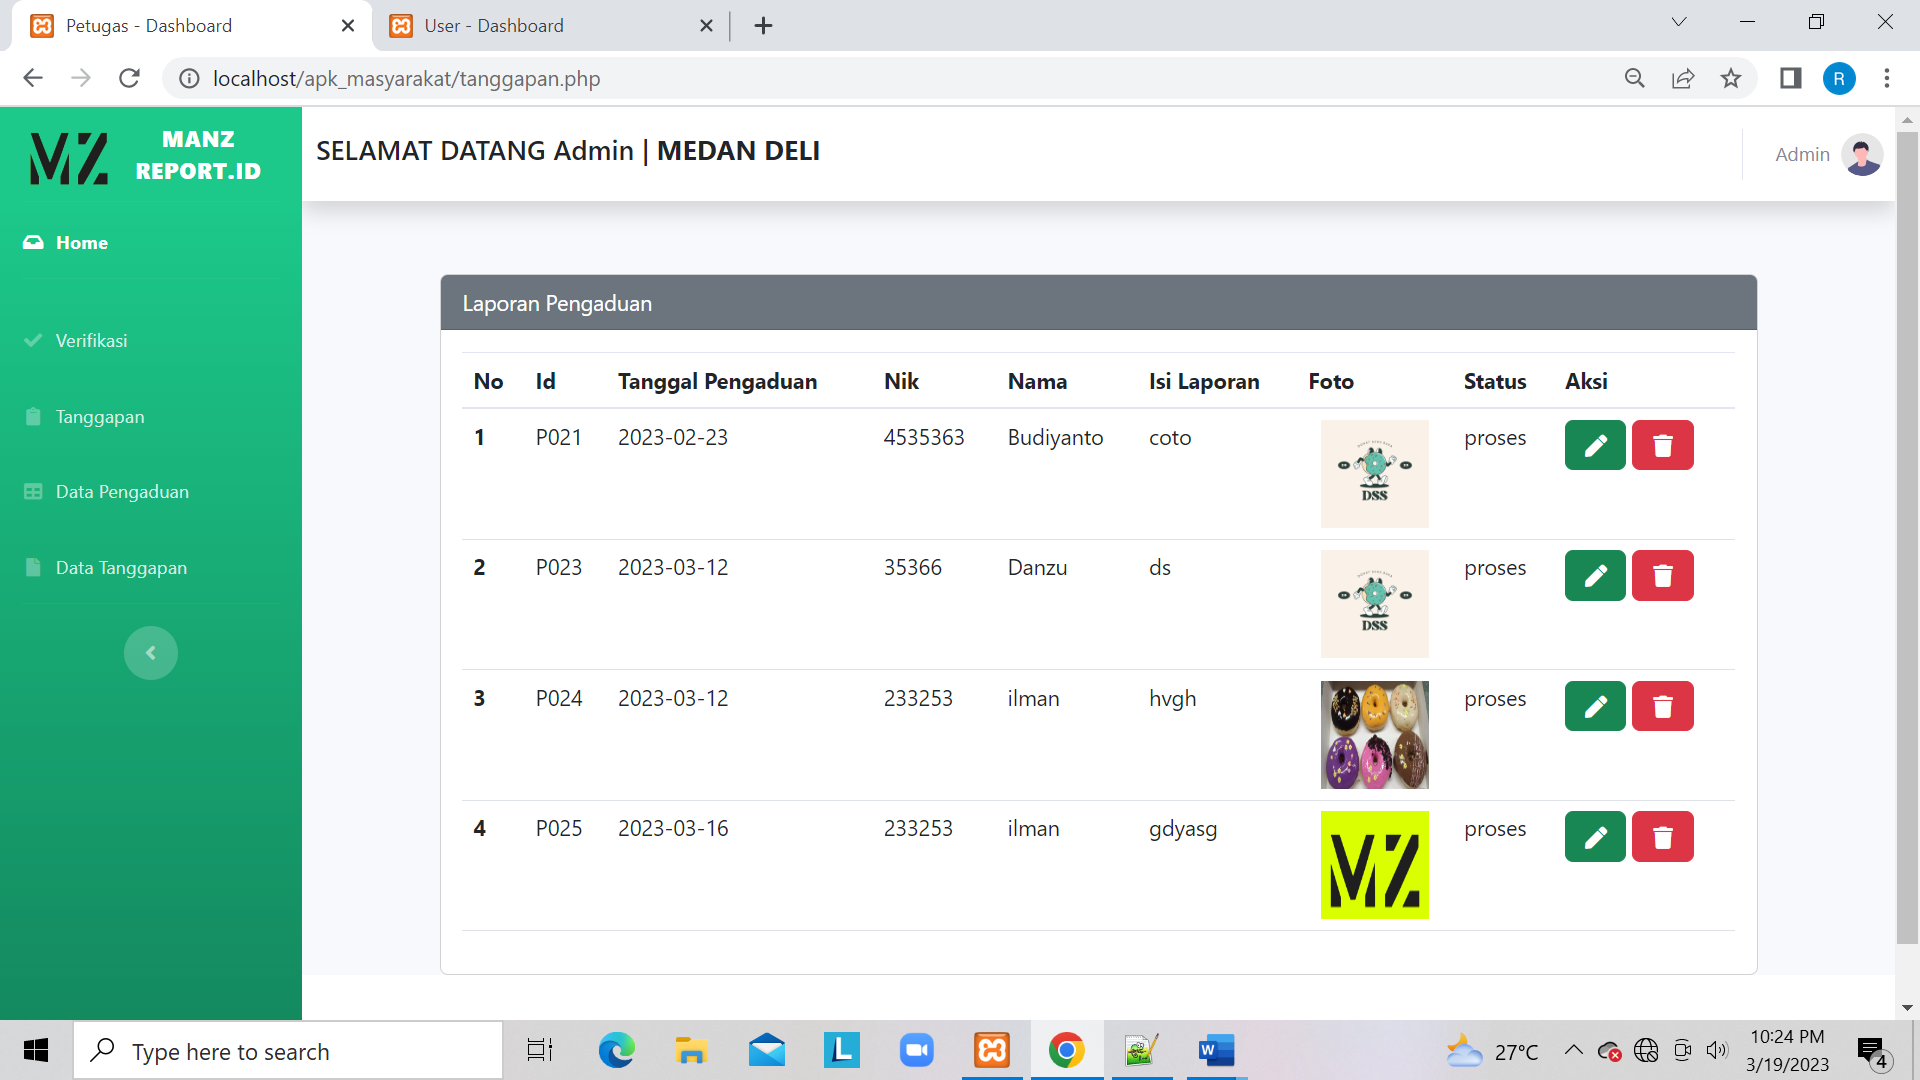 Petugas - Dashboard
User - Dashboard
localhost/apk_masyarakat/tanggapan.php
R
MZ
MANZ
REPORT.ID
SELAMAT DATANG Admin | MEDAN DELI
Admin
Home
Verifikasi
Tanggapan
Data Pengaduan
Data Tanggapan
Laporan Pengaduan
No Id Tanggal Pengaduan Nik Nama Isi Laporan Foto Status Aksi
1 P021 2023-02-23 4535363 Budiyanto coto proses
DSS
2 P023 2023-03-12 35366 Danzu ds proses
DSS
3 P024 2023-03-12 233253 ilman hvgh proses
4 P025 2023-03-16 233253 ilman gdyasg proses
MZ
Type here to search
L
W
27°C
10:24 PM
3/19/2023
4